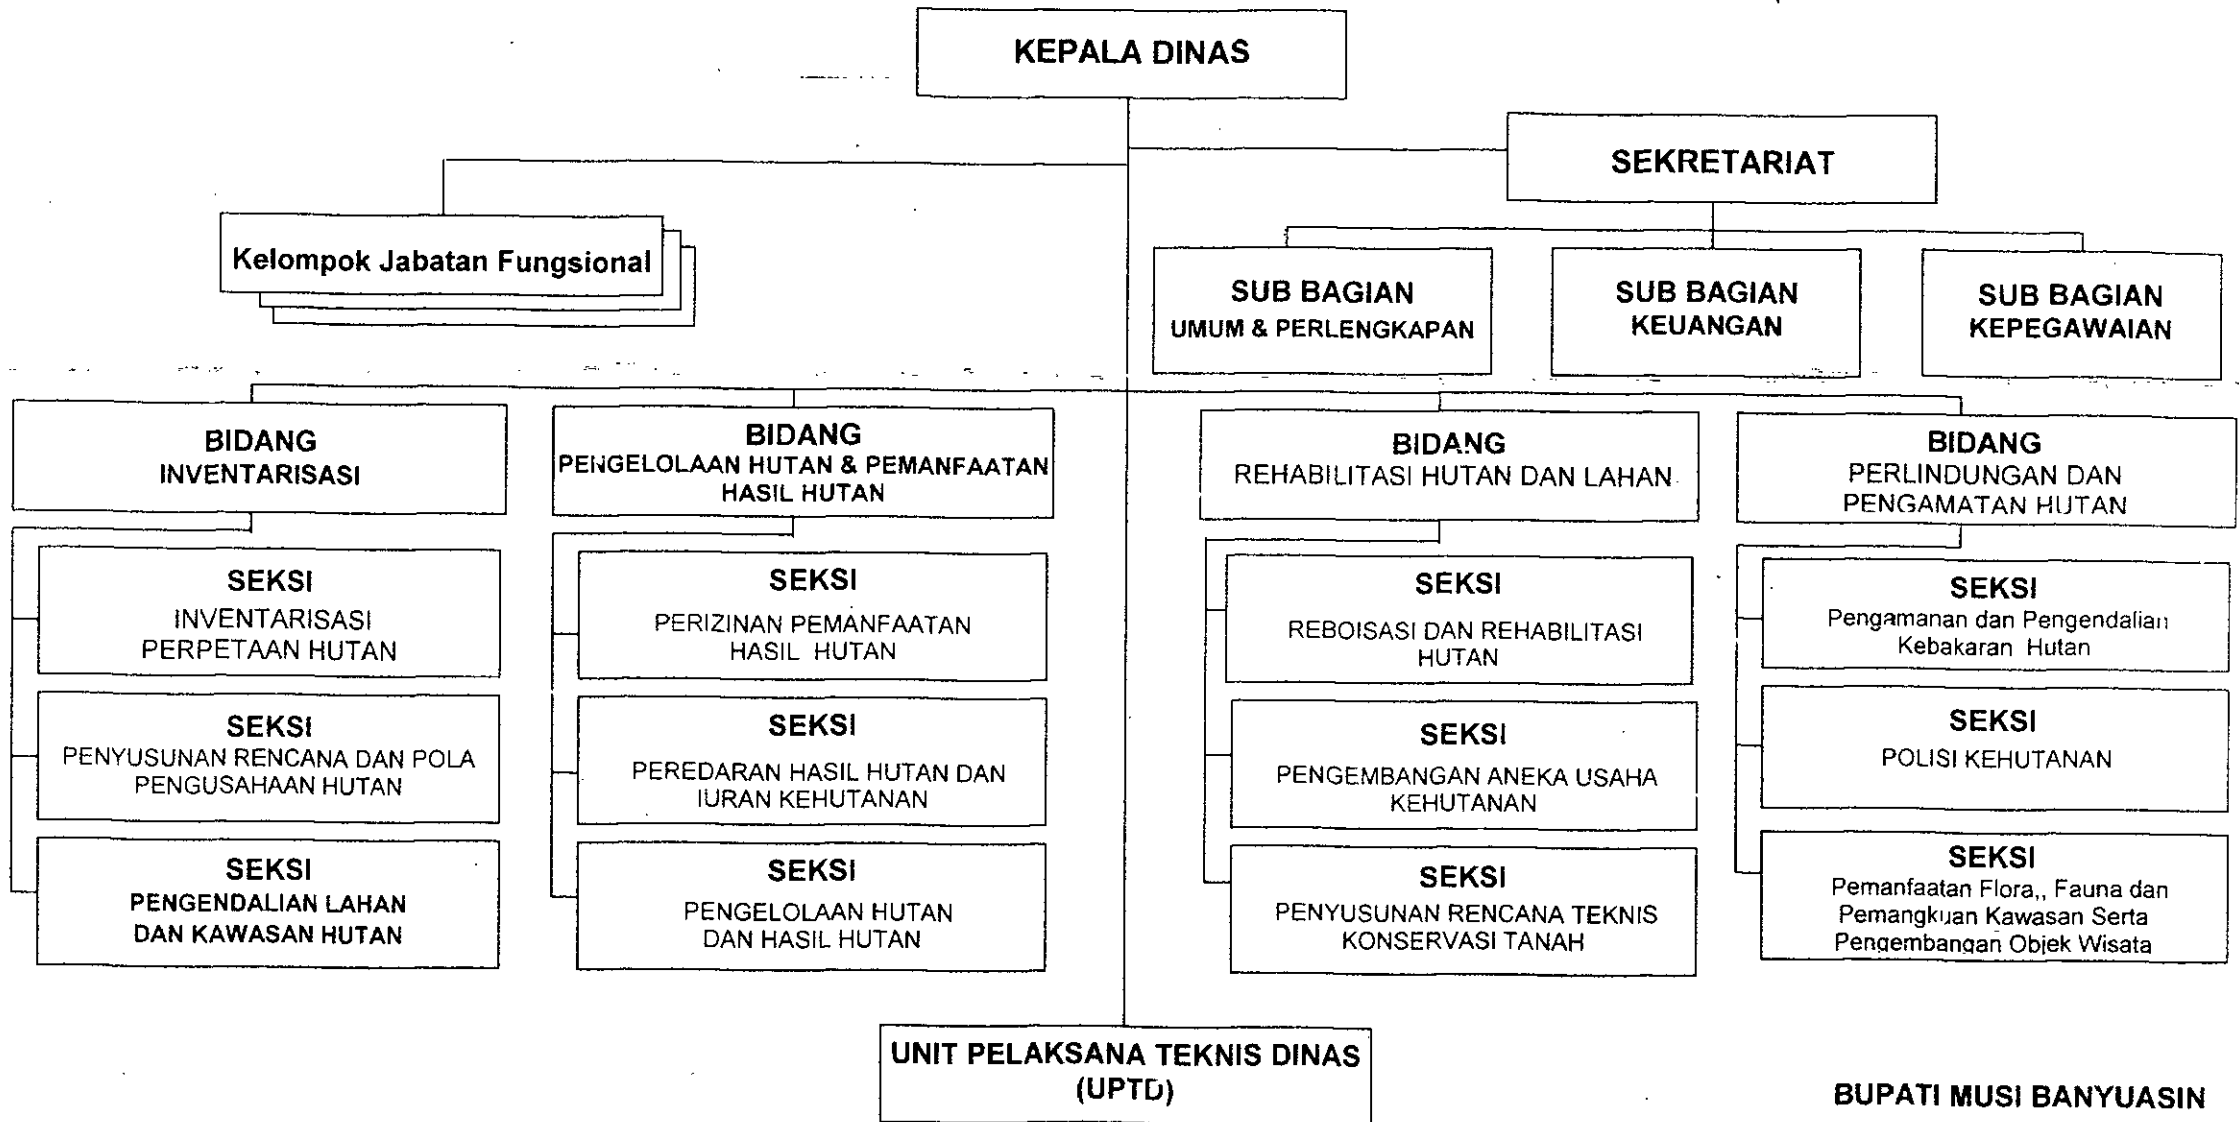 KEPALA DINAS
SEKRETARIAT
Kelompok Jabatan Fungsional
SUB BAGIAN
UMUM & PERLENGKAPAN
SUB BAGIAN
KEUANGAN
SUB BAGIAN
KEPEGAWAIAN
BIDANG
INVENTARISASI
BIDANG
PENGELOLAAN HUTAN & PEMANFAATAN
HASIL HUTAN
BIDANG
REHABILITASI HUTAN DAN LAHAN
BIDANG
PERLINDUNGAN DAN
PENGAMATAN HUTAN
SEKSI
INVENTARISASI
PERPETAAN HUTAN
SEKSI
PERIZINAN PEMANFAATAN
HASIL HUTAN
SEKSI
REBOISASI DAN REHABILITASI
HUTAN
SEKSI
Pengamanan dan Pengendalian
Kebakaran Hutan
SEKSI
PENYUSUNAN RENCANA DAN POLA
PENGUSAHAAN HUTAN
SEKSI
PEREDARAN HASIL HUTAN DAN
IURAN KEHUTANAN
SEKSI
PENGEMBANGAN ANEKA USAHA
KEHUTANAN
SEKSI
POLISI KEHUTANAN
SEKSI
PENGENDALIAN LAHAN
DAN KAWASAN HUTAN
SEKSI
PENGELOLAAN HUTAN
DAN HASIL HUTAN
SEKSI
PENYUSUNAN RENCANA TEKNIS
KONSERVASI TANAH
SEKSI
Pemanfaatan Flora,, Fauna dan
Pemangkuan Kawasan Serta
Pengembangan Objek Wisata
UNIT PELAKSANA TEKNIS DINAS
(UPTD)
BUPATI MUSI BANYUASIN